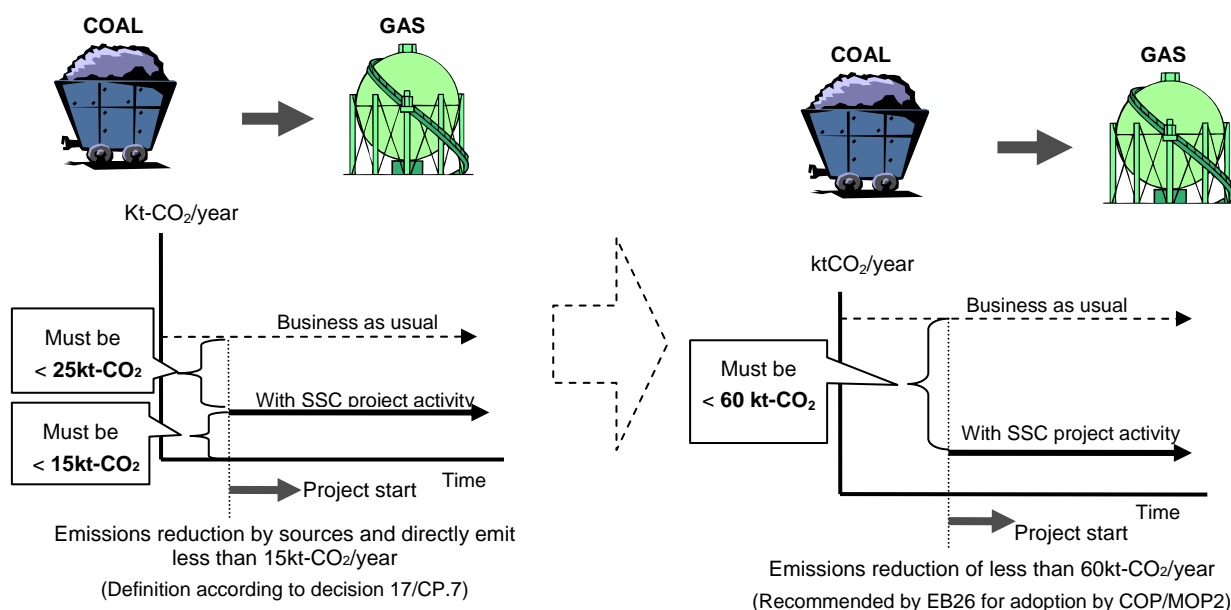 COAL
GAS
Kt-CO₂/year
Must be
< 25kt-CO₂
Business as usual
With SSC project activity
Must be
< 15kt-CO₂
Time
Project start
Emissions reduction by sources and directly emit
less than 15kt-CO₂/year
(Definition according to decision 17/CP.7)
COAL
GAS
ktCO₂/year
Business as usual
Must be
< 60 kt-CO₂
With SSC project activity
Time
Project start
Emissions reduction of less than 60kt-CO₂/year
(Recommended by EB26 for adoption by COP/MOP2)